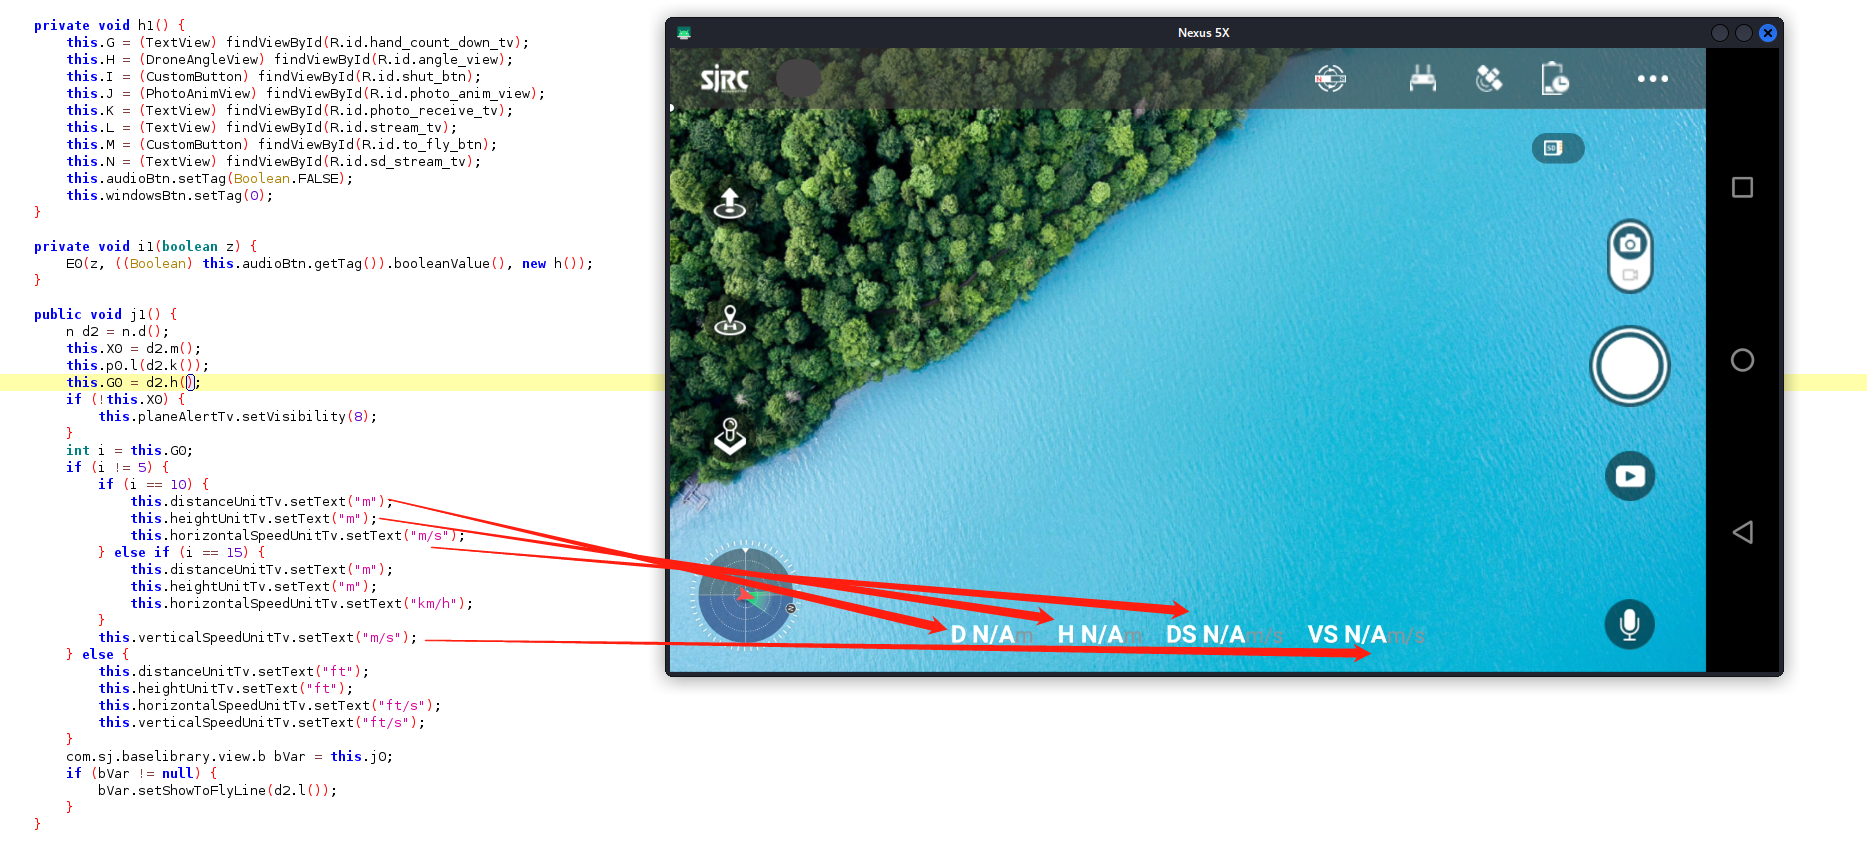 private void h1() {
this.G = (TextView) findViewById(R.id.hand_count_down_tv);
this.H = (DroneAngleView) findViewById(R.id.angle_view);
this.I = (CustomButton) findViewById(R.id.shut_btn);
this.J = (PhotoAnimView) findViewById(R.id.photo_anim_view);
this.K = (TextView) findViewById(R.id.photo_receive_tv);
this.L = (TextView) findViewById(R.id.stream_tv);
this.M = (CustomButton) findViewById(R.id.to_fly_btn);
this.N = (TextView) findViewById(R.id.sd_stream_tv);
this.audioBtn.setTag(Boolean.FALSE);
this.windowsBtn.setTag(0);
}
private void i1(boolean z) {
E0(z, ((Boolean) this.audioBtn.getTag()).booleanValue(), new h());
}
public void j1() {
n d2 = n.d();
this.X0 = d2.m();
this.p0.l(d2.k());
this.G0 = d2.h();
if (!this.X0) {
this.planeAlertTv.setVisibility(8);
}
int i = this.G0;
if (i != 5) {
if (i == 10) {
this.distanceUnitTv.setText("m");
this.heightUnitTv.setText("m");
this.horizontalSpeedUnitTv.setText("m/s");
} else if (i == 15) {
this.distanceUnitTv.setText("m");
this.heightUnitTv.setText("m");
this.horizontalSpeedUnitTv.setText("km/h");
}
this.verticalSpeedUnitTv.setText("m/s");
} else {
this.distanceUnitTv.setText("ft");
this.heightUnitTv.setText("ft");
this.horizontalSpeedUnitTv.setText("ft/s");
this.verticalSpeedUnitTv.setText("ft/s");
}
com.sj.baselibrary.view.b bVar = this.j0;
if (bVar != null) {
bVar.setShowToFlyLine(d2.l());
}
}
Nexus 5X
SJRC
SD
N
D N/Am H N/Am DS N/Am/s VS N/Am/s